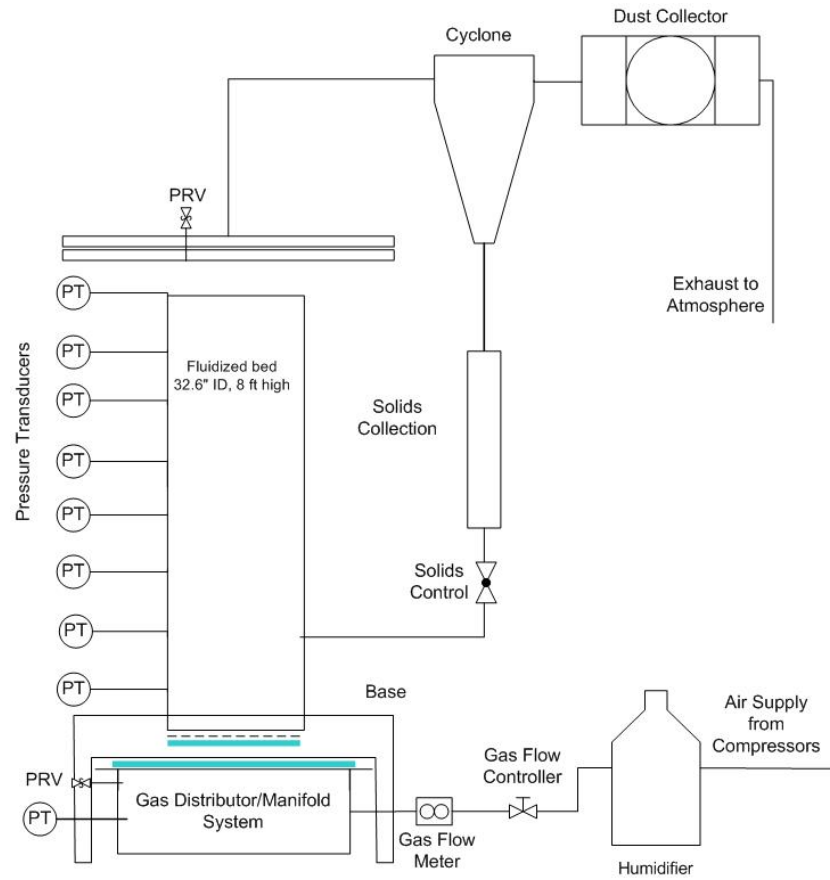 Dust Collector
Cyclone
PRV
Exhaust to
Atmosphere
PT
PT
PT
PT
PT
PT
PT
PT
Pressure Transducers
Fluidized bed
32.6" ID, 8 ft high
Solids
Collection
Solids
Control
Base
Air Supply
from
Compressors
Gas Flow
Controller
PRV
PT
Gas Distributor/Manifold
System
Gas Flow
Meter
Humidifier